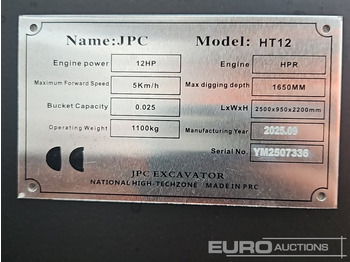 Name:JPC Model: HT12
Engine power 12HP Engine HPR
Maximum Forward Speed 5Km/h Max digging depth 1650MM
Bucket Capacity 0.025 LxWxH 2500x950x2200mm
Operating Weight 1100kg Manufacturing Year 2025.09
Serial No. YM2507336
JPC EXCAVATOR
NATIONAL HIGH-TECHZONE MADE IN PRC
EURO AUCTIONS